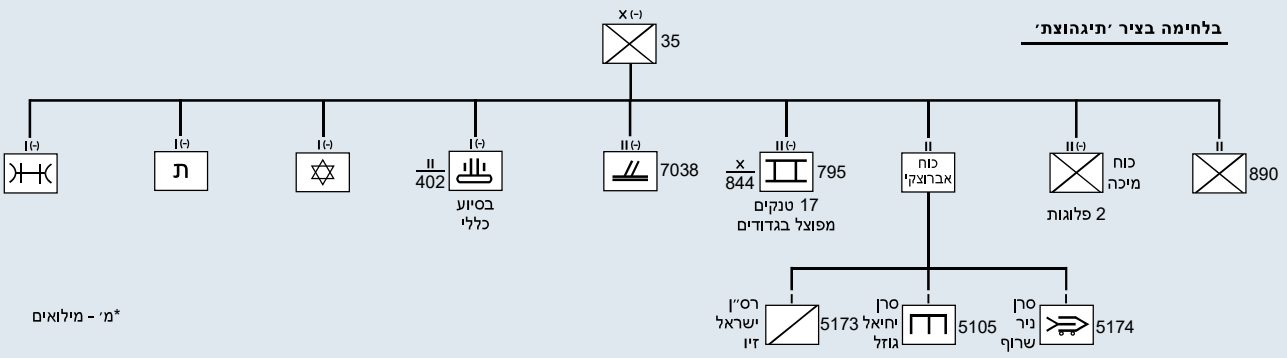 בלחימה בציר ׳תיגהוצת׳
X (-)
35
II
890
II (-)
כוח
מיכה
2 פלוגות
II
כוח
אברוצקי
II (-)
795
X
844
17 טנקים
מפוצל בגדודים
II (-)
7038
I (-)
II
402
בסיוע
כללי
I (-)
I (-)
ת
I (-)
I
5174
סרן
ניר
שרוף
I
5105
סרן
יחיאל
גוזל
I
5173
רס״ן
ישראל
זיו
*מ׳ - מילואים